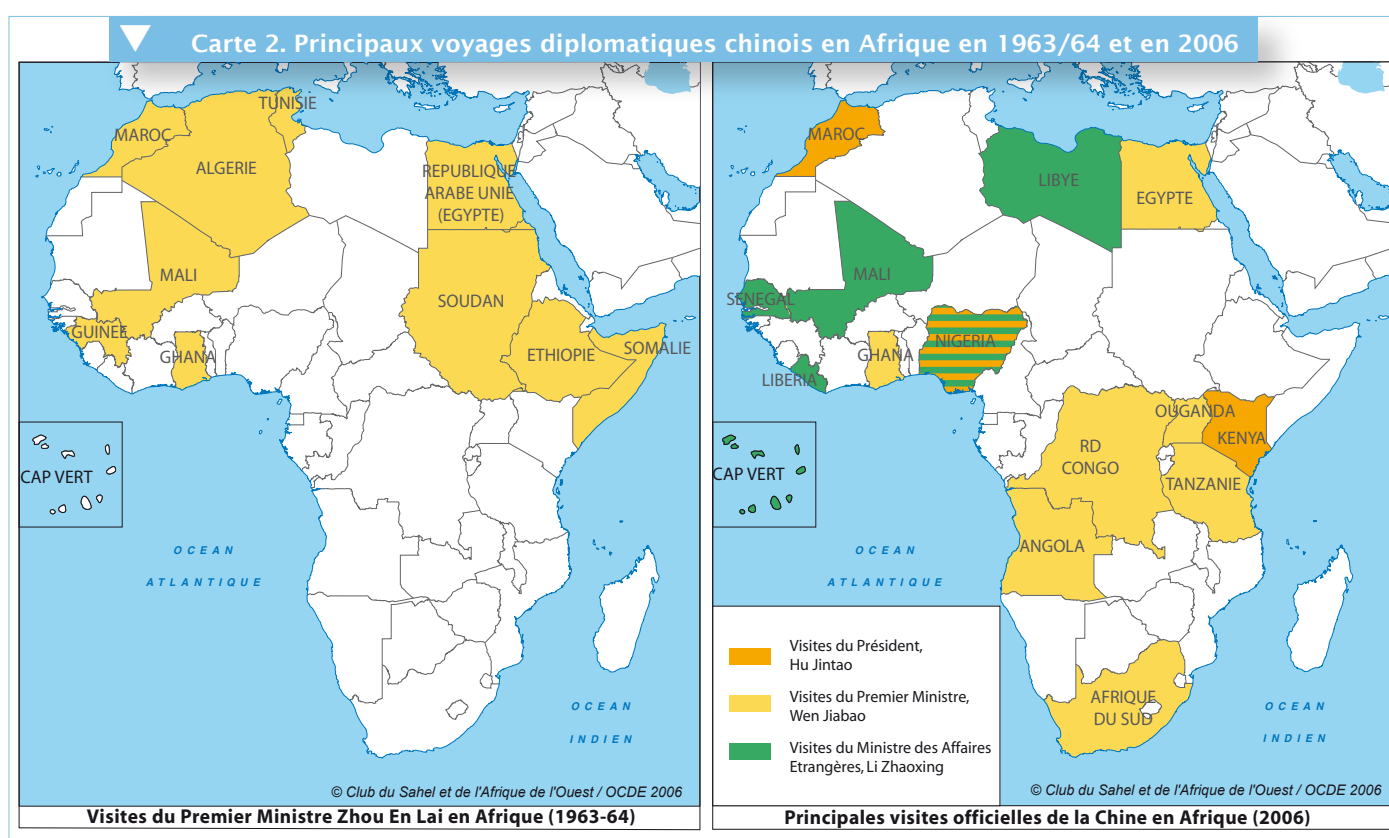 Carte 2. Principaux voyages diplomatiques chinois en Afrique en 1963/64 et en 2006
TUNISIE
MAROC
ALGERIE
REPUBLIQUE
ARABE UNIE
(EGYPTE)
MALI
SOUDAN
GUINEE
GHANA
ETHIOPIE
SOMALIE
CAP VERT
OCEAN
ATLANTIQUE
OCEAN
INDIEN
© Club du Sahel et de l'Afrique de l'Ouest / OCDE 2006
Visites du Premier Ministre Zhou En Lai en Afrique (1963-64)
MAROC
LIBYE
EGYPTE
MALI
SENEGAL
NIGERIA
GHANA
LIBERIA
OUGANDA
KENYA
RD
CONGO
CAP VERT
TANZANIE
ANGOLA
OCEAN
ATLANTIQUE
Visites du Président,
Hu Jintao
Visites du Premier Ministre,
Wen Jiabao
Visites du Ministre des Affaires
Etrangères, Li Zhaoxing
AFRIQUE
DU SUD
OCEAN
INDIEN
© Club du Sahel et de l'Afrique de l'Ouest / OCDE 2006
Principales visites officielles de la Chine en Afrique (2006)